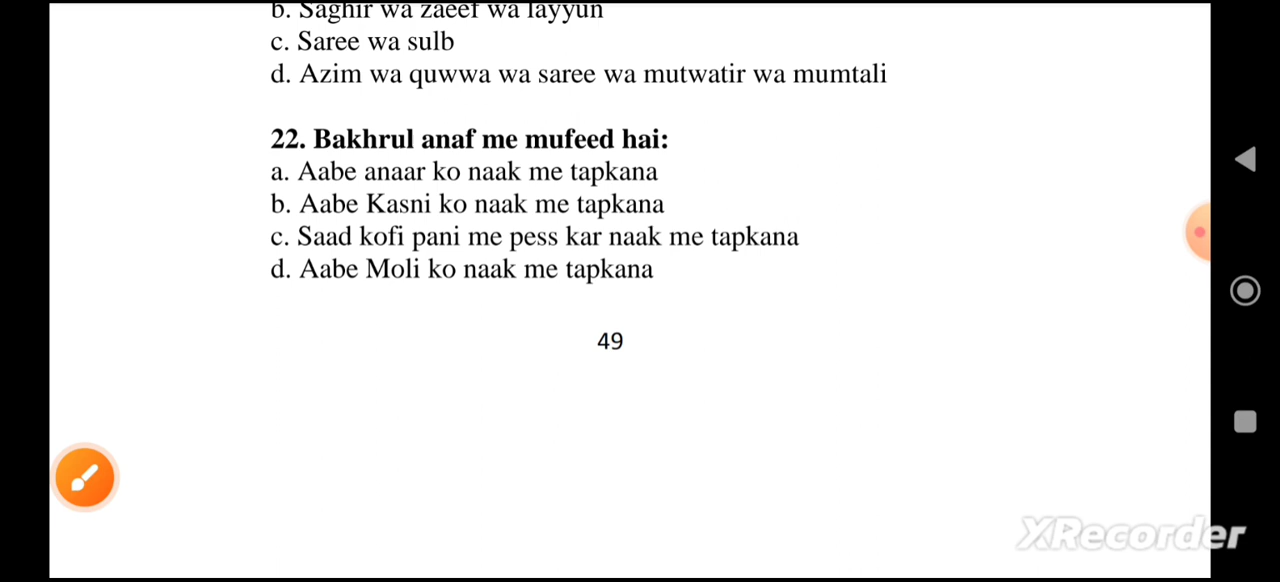 b. Saghir wa zaeef wa layyun
c. Saree wa sulb
d. Azim wa quwwa wa saree wa mutwatir wa mumtali
22. Bakhrul anaf me mufeed hai:
a. Aabe anaar ko naak me tapkana
b. Aabe Kasni ko naak me tapkana
c. Saad kofi pani me pess kar naak me tapkana
d. Aabe Moli ko naak me tapkana
49
XRecorder